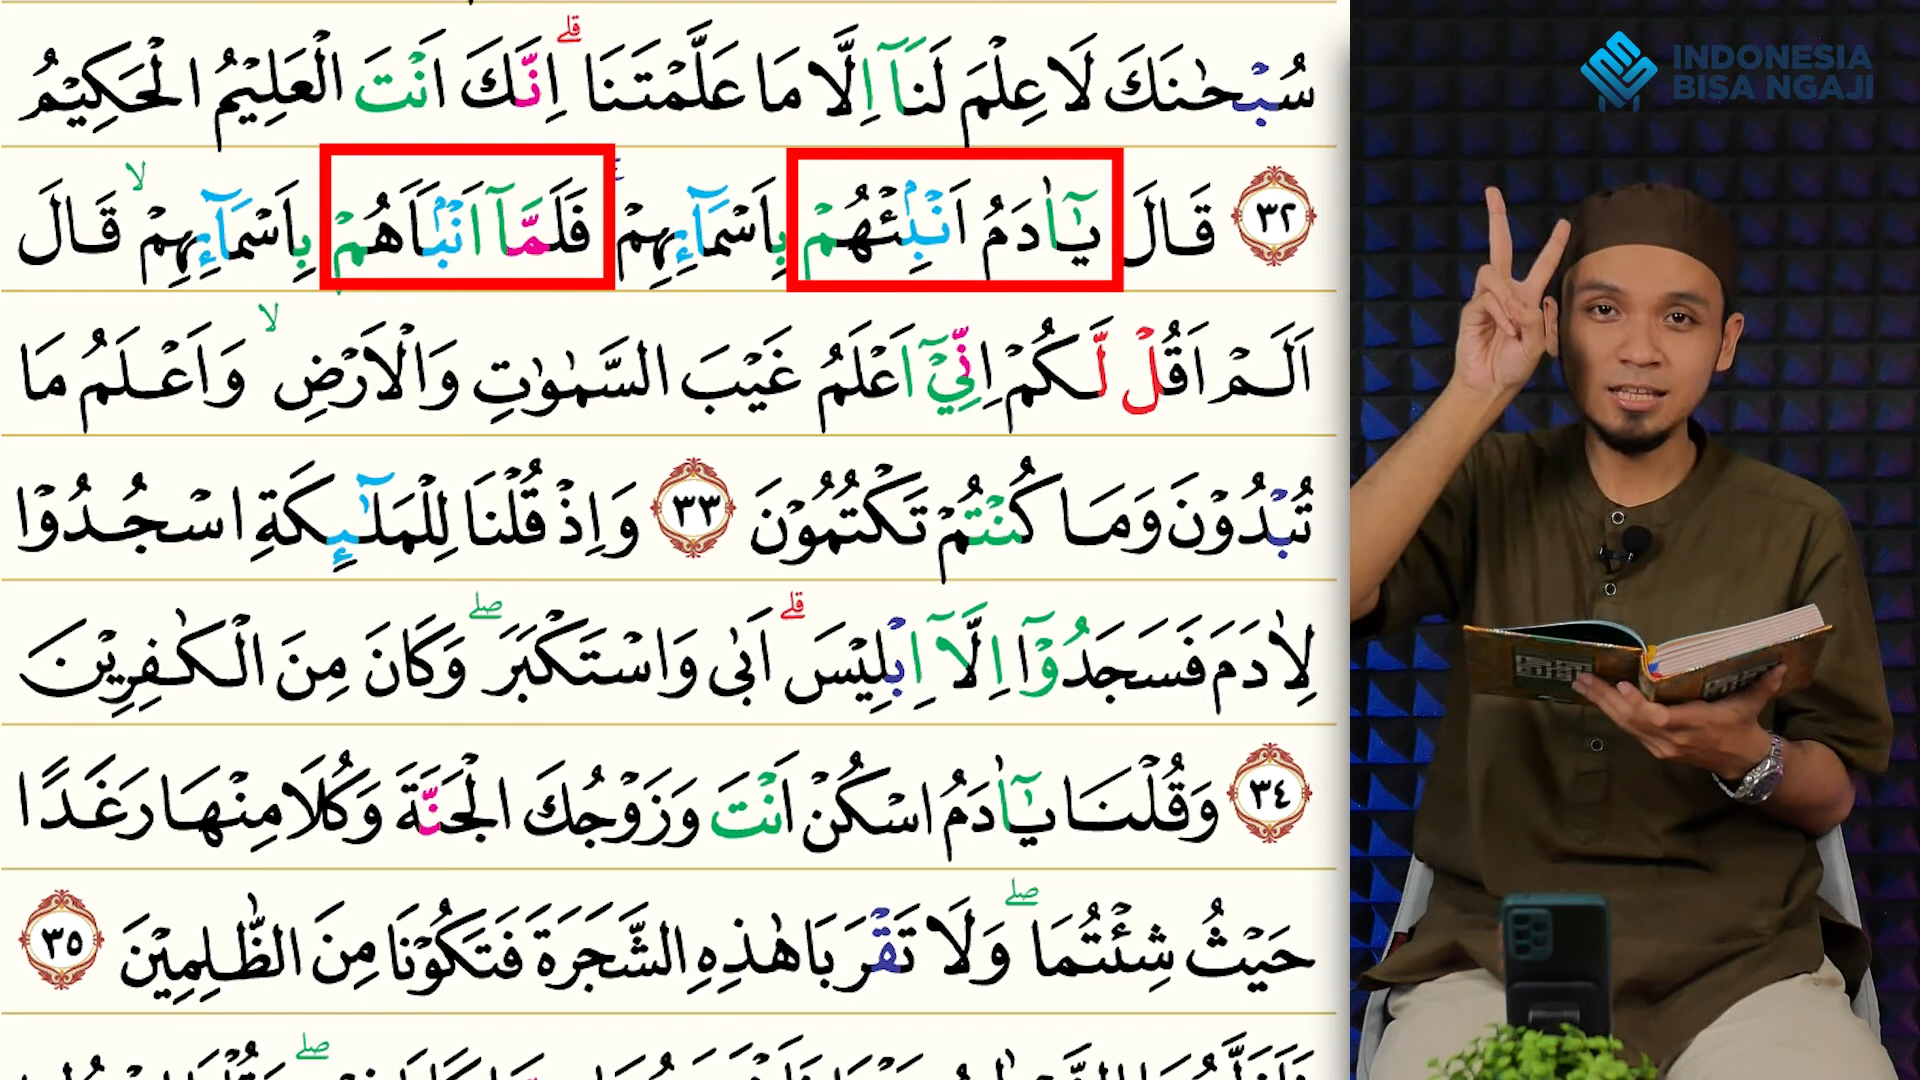 سُبْحٰنَكَ لَا عِلْمَ لَنَآ اِلَّا مَا عَلَّمْتَنَا ۗ اِنَّكَ اَنْتَ الْعَلِيْمُ الْحَكِيْمُ
٣٢ قَالَ يٰٓاٰدَمُ اَنْۢبِئْهُمْ بِاَسْمَاۤىِٕهِمْ ۚ فَلَمَّآ اَنْۢبَاَهُمْ بِاَسْمَاۤىِٕهِمْۙ قَالَ
اَلَمْ اَقُلْ لَّكُمْ اِنِّيْٓ اَعْلَمُ غَيْبَ السَّمٰوٰتِ وَالْاَرْضِۙ وَاَعْلَمُ مَا
تُبْدُوْنَ وَمَا كُنْتُمْ تَكْتُمُوْنَ ٣٣ وَاِذْ قُلْنَا لِلْمَلٰۤىِٕكَةِ اسْجُدُوْا
لِاٰدَمَ فَسَجَدُوْٓا اِلَّآ اِبْلِيْسَۗ اَبٰى وَاسْتَكْبَرَۖ وَكَانَ مِنَ الْكٰفِرِيْنَ
٣٤ وَقُلْنَا يٰٓاٰدَمُ اسْكُنْ اَنْتَ وَزَوْجُكَ الْجَنَّةَ وَكُلَا مِنْهَا رَغَدًا
حَيْثُ شِئْتُمَاۖ وَلَا تَقْرَبَا هٰذِهِ الشَّجَرَةَ فَتَكُوْنَا مِنَ الظّٰلِمِيْنَ ٣٥
INDONESIA
BISA NGAJI